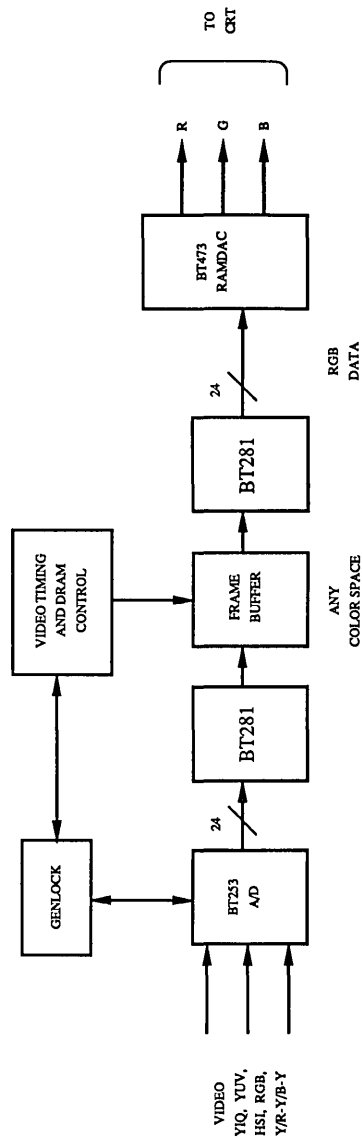 VIDEO
YIQ, YUV,
HSI, RGB,
Y/R-Y/B-Y
GENLOCK
BT253
A/D
24
BT281
VIDEO TIMING
AND DRAM
CONTROL
FRAME
BUFFER
ANY
COLOR SPACE
BT281
24
RGB
DATA
BT473
RAMDAC
R
G
B
TO
CRT